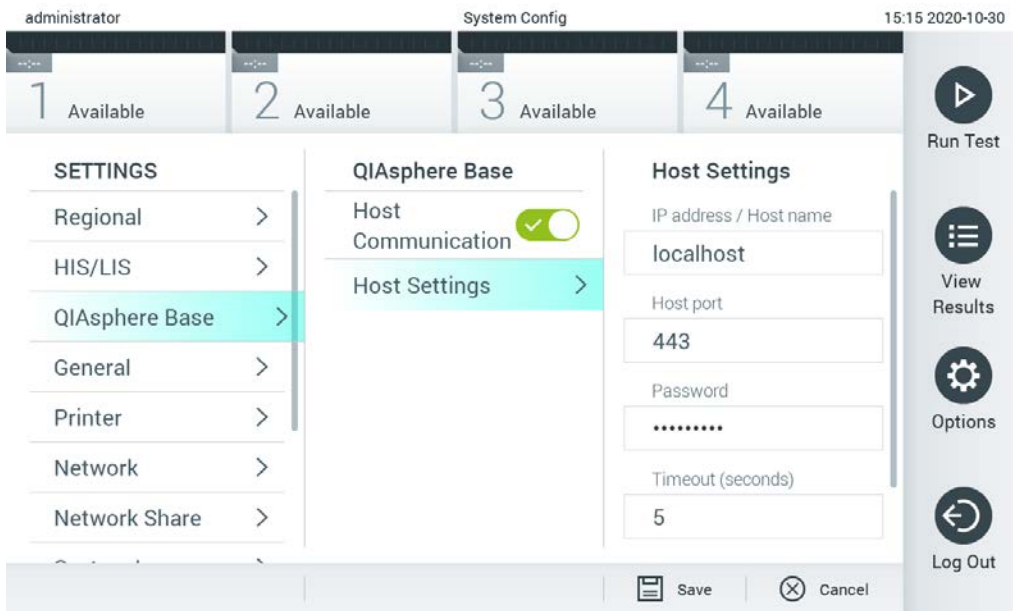 administrator System Config 15:15 2020-10-30
--:-- --:-- --:-- --:--
1 Available 2 Available 3 Available 4 Available
Run Test
View
Results
Options
Log Out
SETTINGS
Regional
HIS/LIS
QIAsphere Base
General
Printer
Network
Network Share
QIAsphere Base
Host
Communication
Host Settings
Host Settings
IP address / Host name
localhost
Host port
443
Password
•••••••••
Timeout (seconds)
5
Save
Cancel